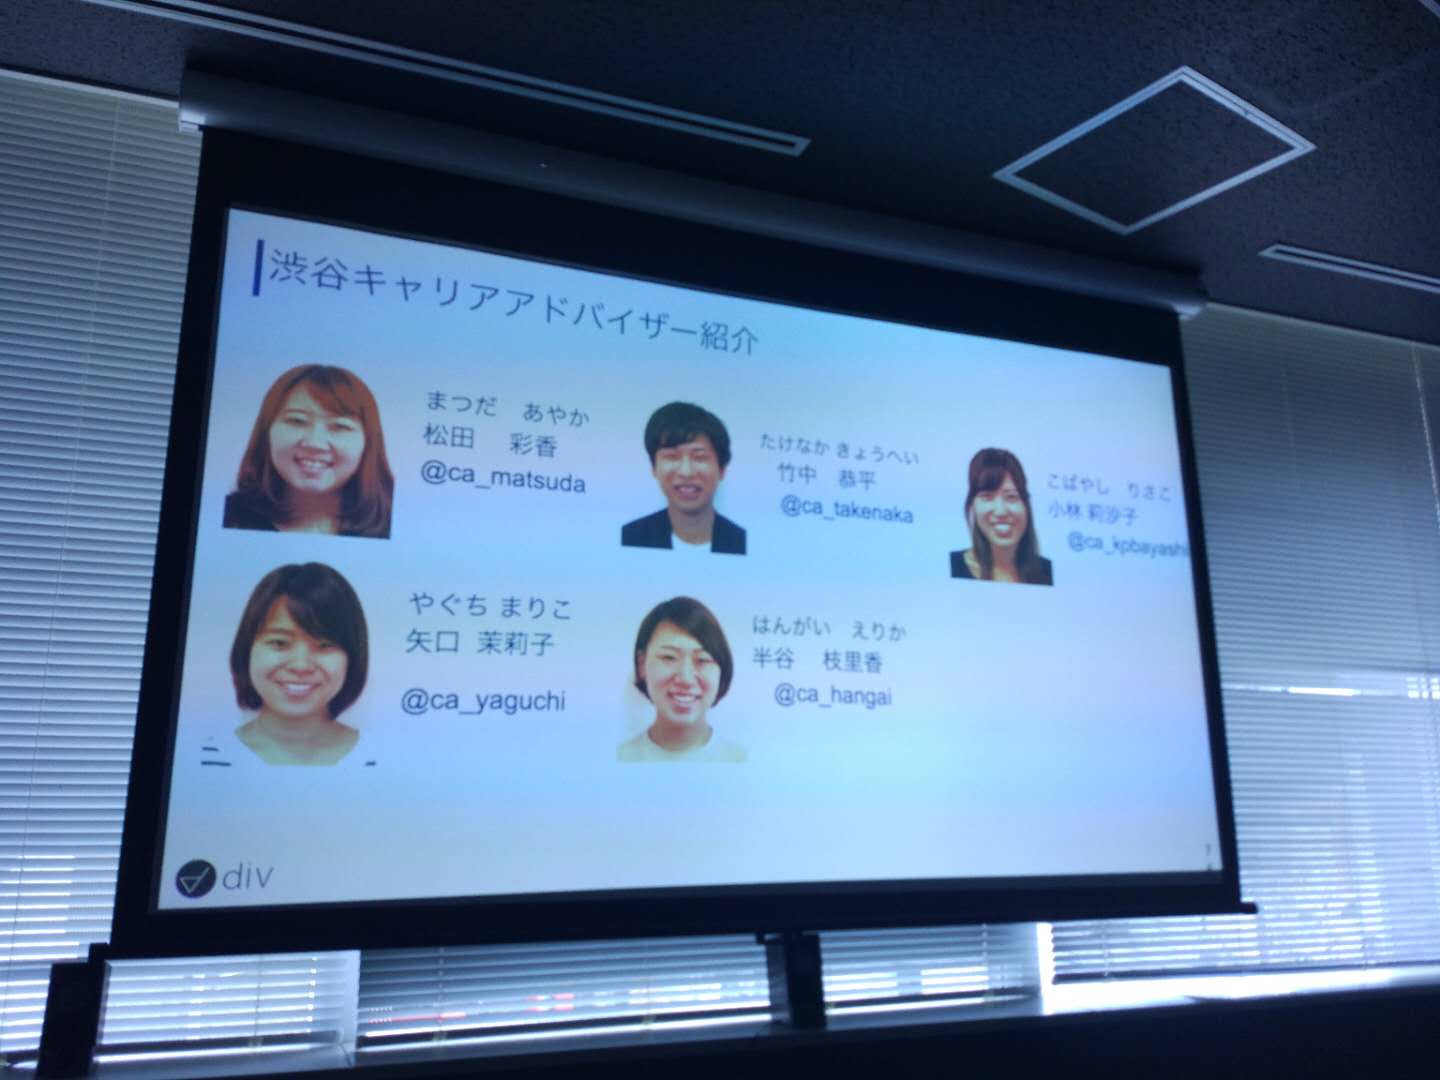 渋谷キャリアアドバイザー紹介
まつだ あやか
松田 彩香
@ca_matsuda
たけなか きょうへい
竹中 恭平
@ca_takenaka
こばやし りさこ
小林 莉沙子
@ca_kobayashi
やぐち まりこ
矢口 茉莉子
@ca_yaguchi
はんがい えりか
半谷 枝里香
@ca_hangai
div